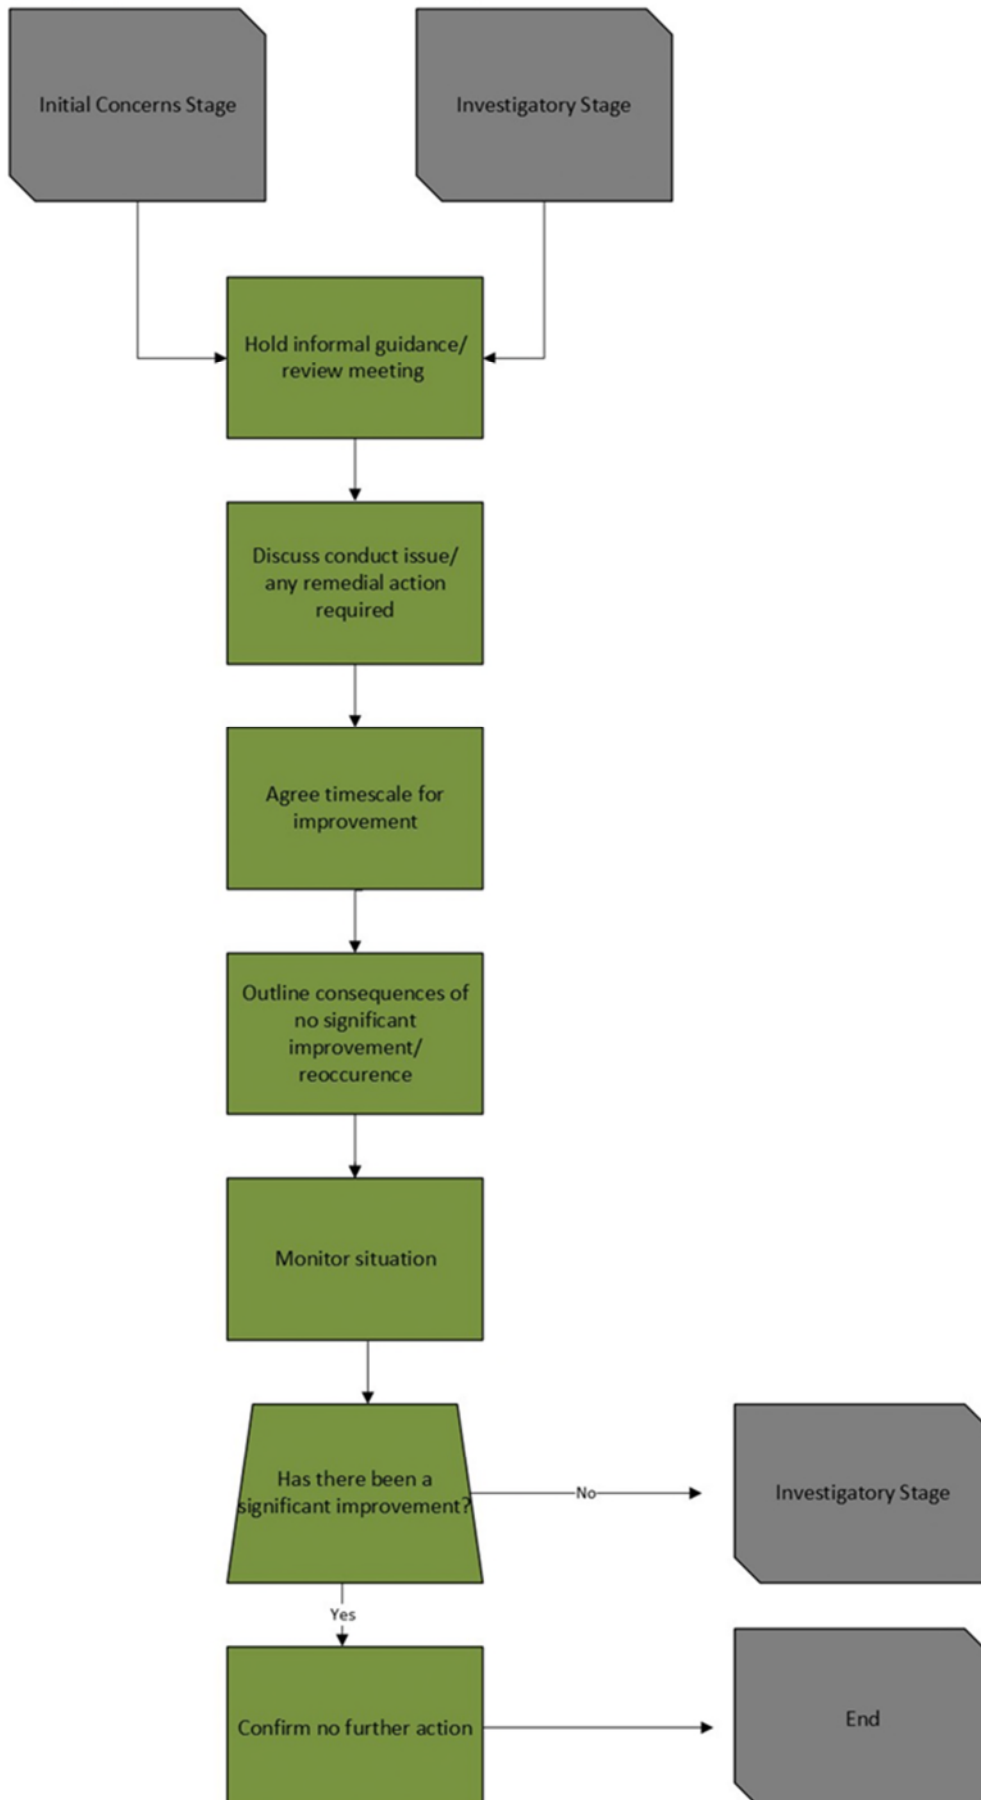 Initial Concerns Stage
Investigatory Stage
Hold informal guidance/
review meeting
Discuss conduct issue/
any remedial action
required
Agree timescale for
improvement
Outline consequences of
no significant
improvement/
reoccurence
Monitor situation
Has there been a
significant improvement?
No
Investigatory Stage
Yes
Confirm no further action
End